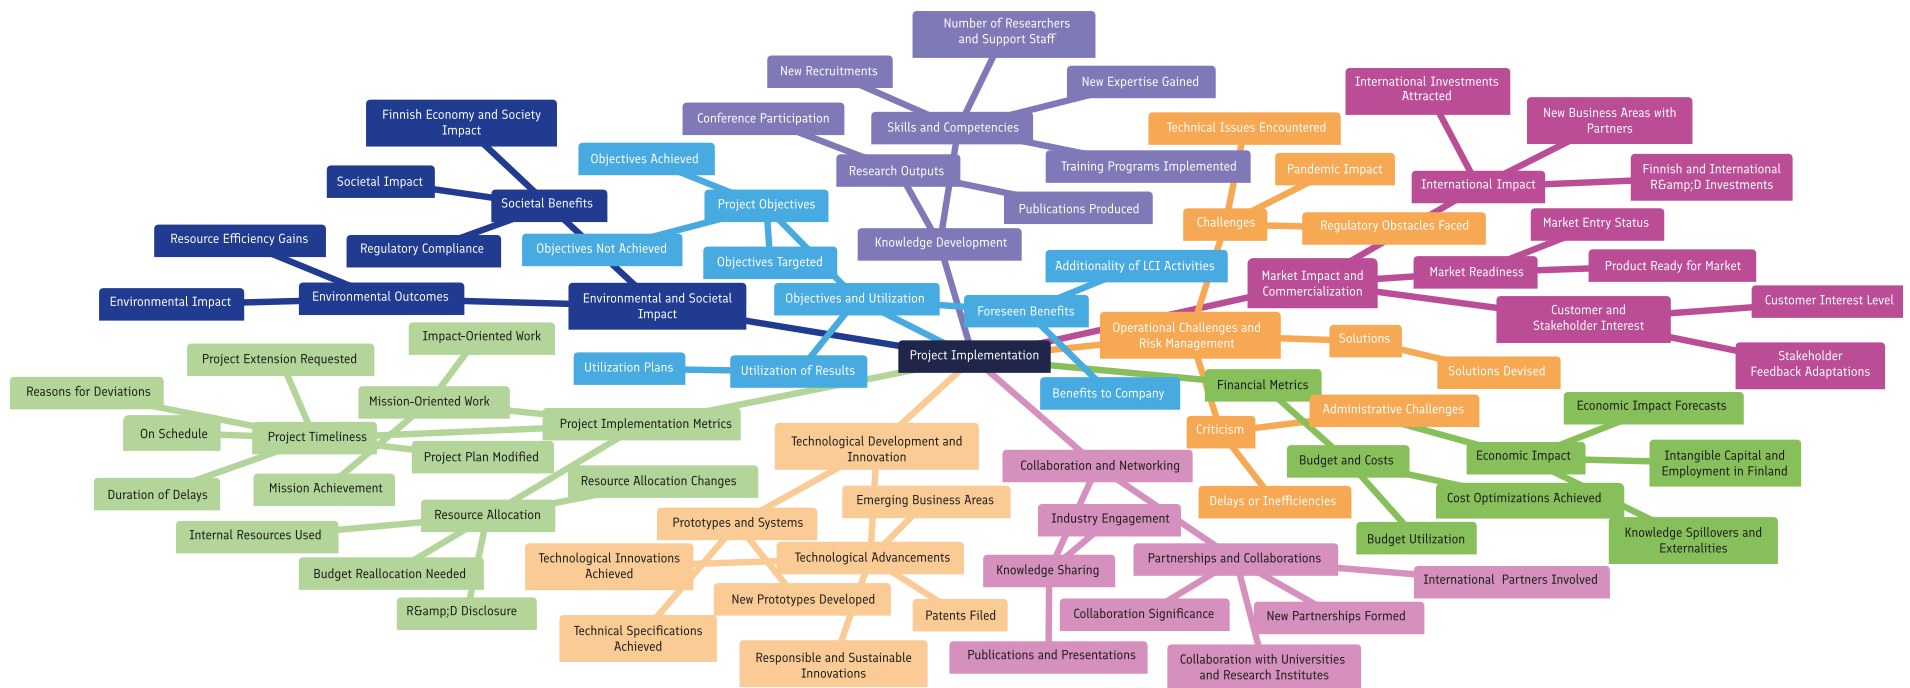 Number of Researchers
and Support Staff
New Recruitments
New Expertise Gained
International Investments
Attracted
Finnish Economy and Society
Impact
Conference Participation
Skills and Competencies
Technical Issues Encountered
New Business Areas with
Partners
Objectives Achieved
Research Outputs
Training Programs Implemented
Pandemic Impact
Finnish and International
R&amp;D Investments
Societal Impact
International Impact
Societal Benefits
Project Objectives
Publications Produced
Challenges
Regulatory Obstacles Faced
Market Entry Status
Resource Efficiency Gains
Regulatory Compliance
Objectives Not Achieved
Knowledge Development
Objectives Targeted
Additionality of LCI Activities
Market Impact and
Commercialization
Market Readiness
Product Ready for Market
Environmental Impact
Environmental Outcomes
Environmental and Societal
Impact
Objectives and Utilization
Foreseen Benefits
Customer Interest Level
Customer and
Stakeholder Interest
Impact-Oriented Work
Operational Challenges and
Risk Management
Solutions
Project Extension Requested
Project Implementation
Stakeholder
Feedback Adaptations
Utilization Plans
Utilization of Results
Solutions Devised
Reasons for Deviations
Financial Metrics
Benefits to Company
Mission-Oriented Work
Administrative Challenges
Economic Impact Forecasts
On Schedule
Project Timeliness
Project Implementation Metrics
Criticism
Technological Development and
Innovation
Project Plan Modified
Collaboration and Networking
Budget and Costs
Economic Impact
Intangible Capital and
Employment in Finland
Duration of Delays
Mission Achievement
Resource Allocation Changes
Emerging Business Areas
Delays or Inefficiencies
Cost Optimizations Achieved
Resource Allocation
Prototypes and Systems
Industry Engagement
Internal Resources Used
Budget Utilization
Knowledge Spillovers and
Externalities
Technological Innovations
Achieved
Technological Advancements
Partnerships and Collaborations
Budget Reallocation Needed
Knowledge Sharing
International  Partners Involved
New Prototypes Developed
R&amp;D Disclosure
Patents Filed
Collaboration Significance
New Partnerships Formed
Technical Specifications
Achieved
Responsible and Sustainable
Innovations
Publications and Presentations
Collaboration with Universities
and Research Institutes